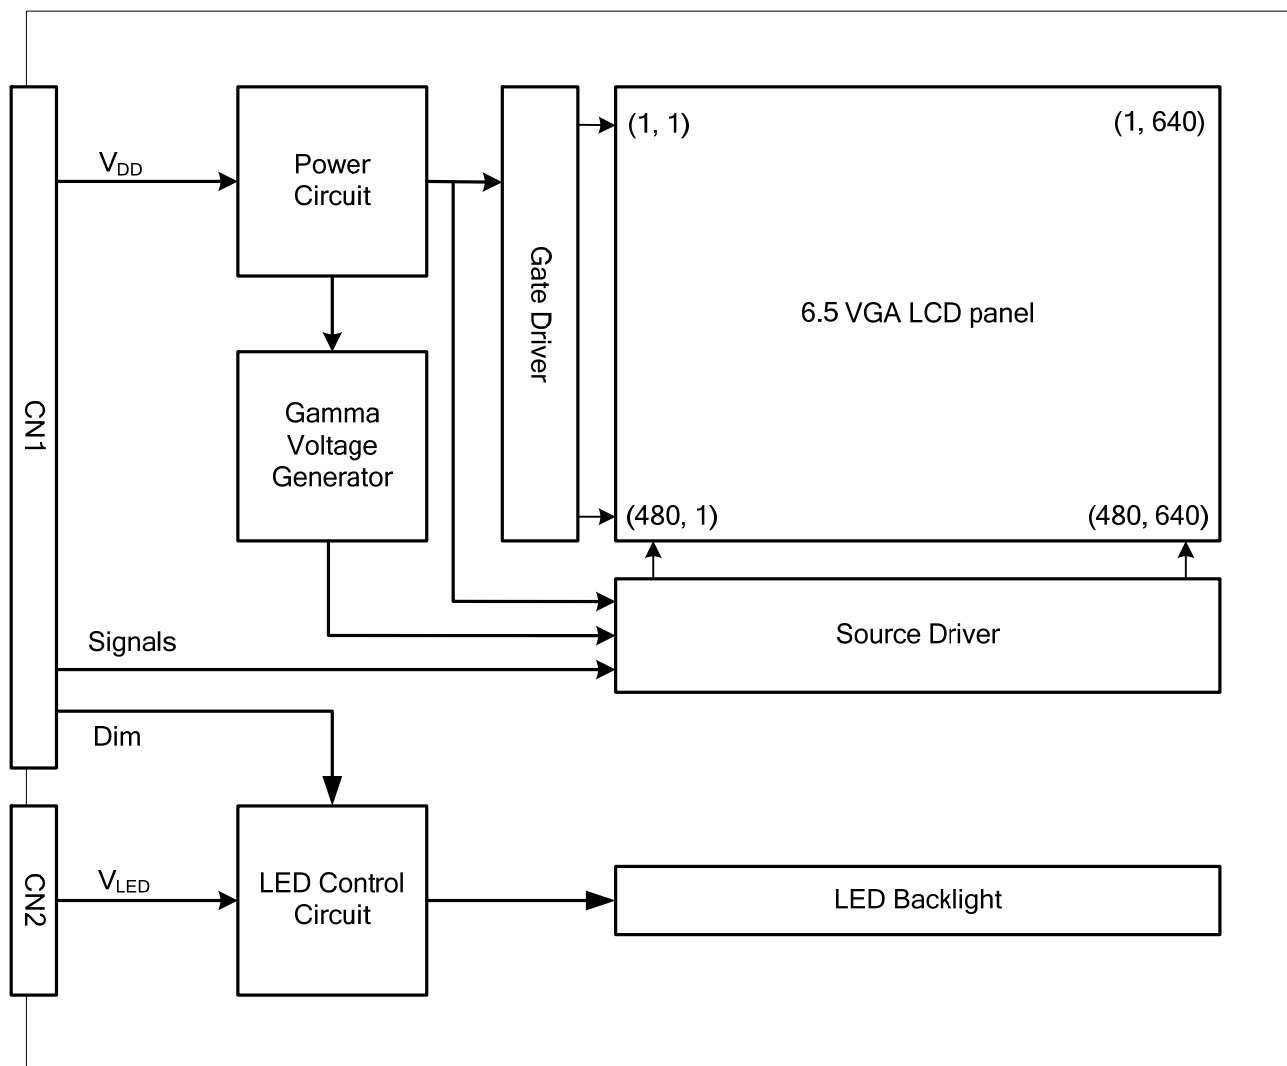 (1, 1)
(1, 640)
V_DD
Power
Circuit
Gate Driver
6.5 VGA LCD panel
CN1
Gamma
Voltage
Generator
(480, 1)
(480, 640)
Signals
Source Driver
Dim
CN2
V_LED
LED Control
Circuit
LED Backlight